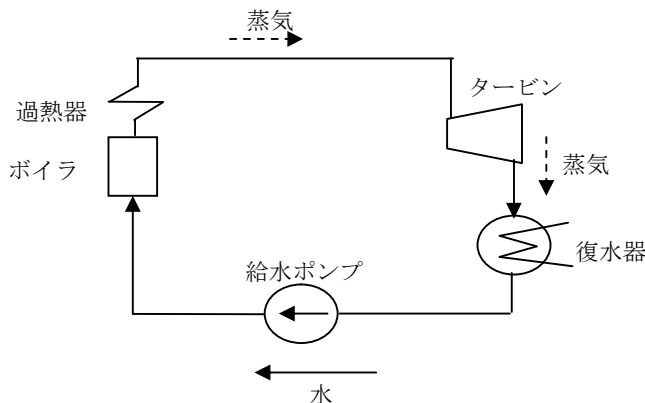 蒸気
タービン
過熱器
ボイラ
蒸気
復水器
給水ポンプ
水